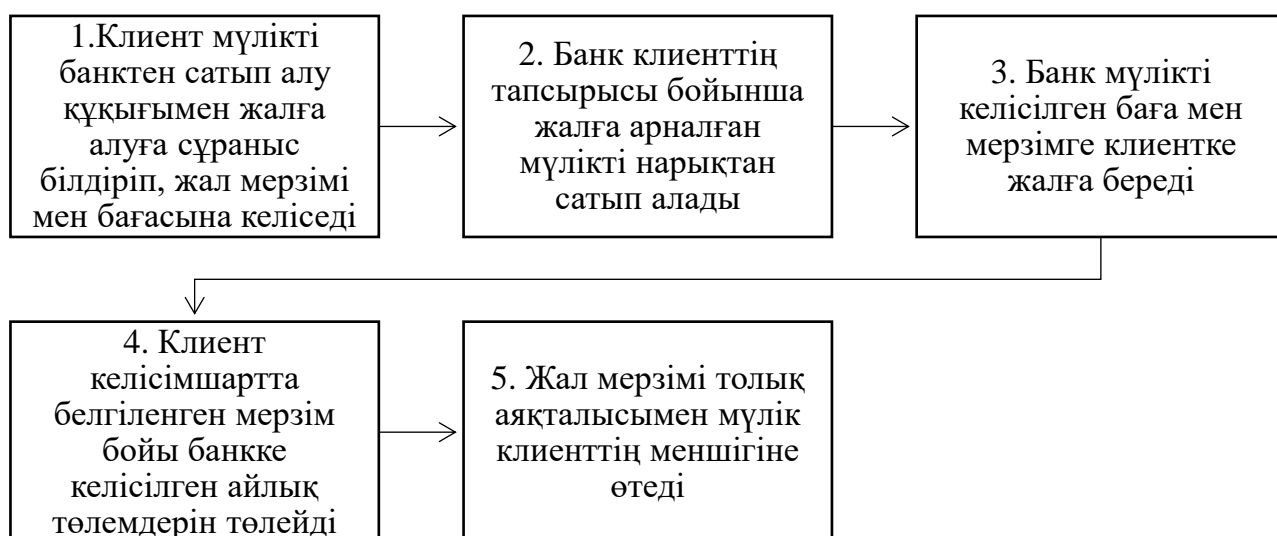 1.Клиент мүлікті
банктен сатып алу
құқығымен жалға
алуға сұраныс
білдіріп, жал мерзімі
мен бағасына келіседі
2. Банк клиенттің
тапсырысы бойынша
жалға арналған
мүлікті нарықтан
сатып алады
3. Банк мүлікті
келісілген баға мен
мерзімге клиентке
жалға береді
4. Клиент
келісімшартта
белгіленген мерзім
бойы банкке
келісілген айлық
төлемдерін төлейді
5. Жал мерзімі толық
аяқталысымен мүлік
клиенттің меншігіне
өтеді